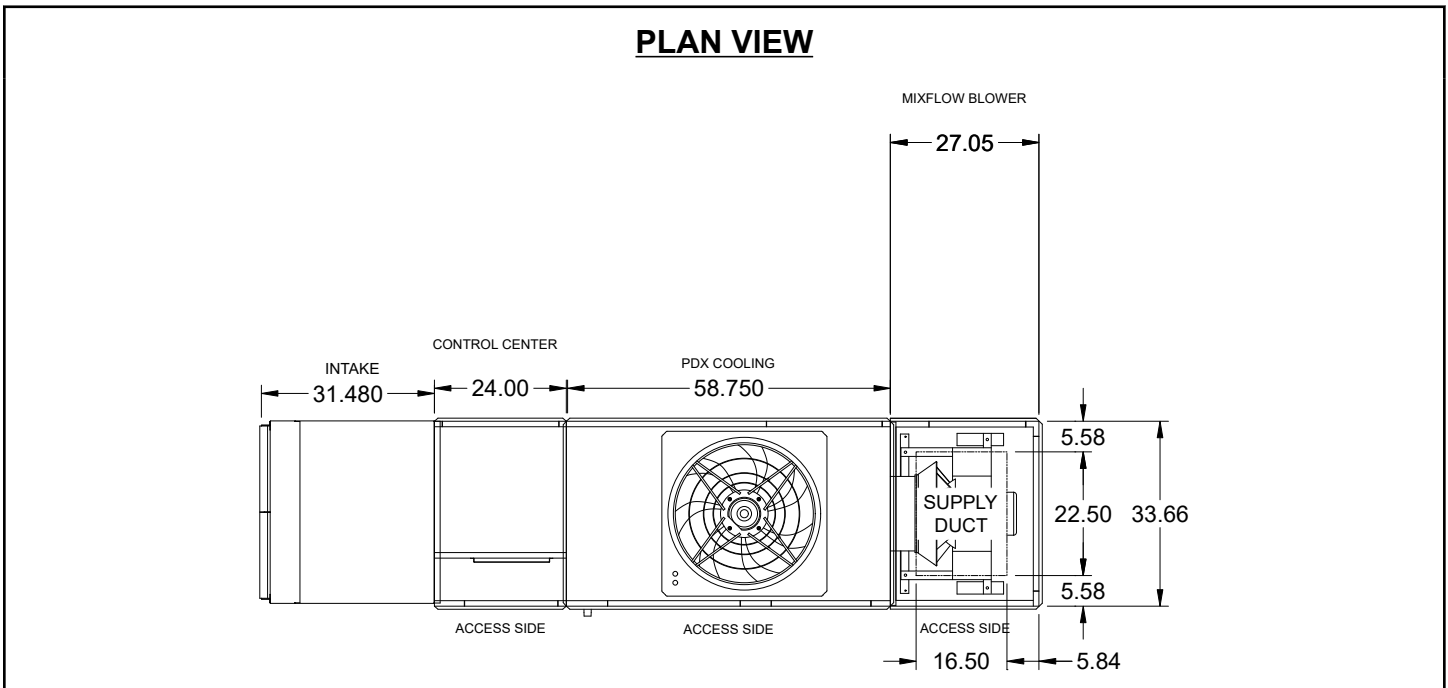 PLAN VIEW
MIXFLOW BLOWER
27.05
CONTROL CENTER
INTAKE
PDX COOLING
31.480
24.00
58.750
5.58
SUPPLY
DUCT
22.50
33.66
5.58
ACCESS SIDE
ACCESS SIDE
ACCESS SIDE
16.50
5.84